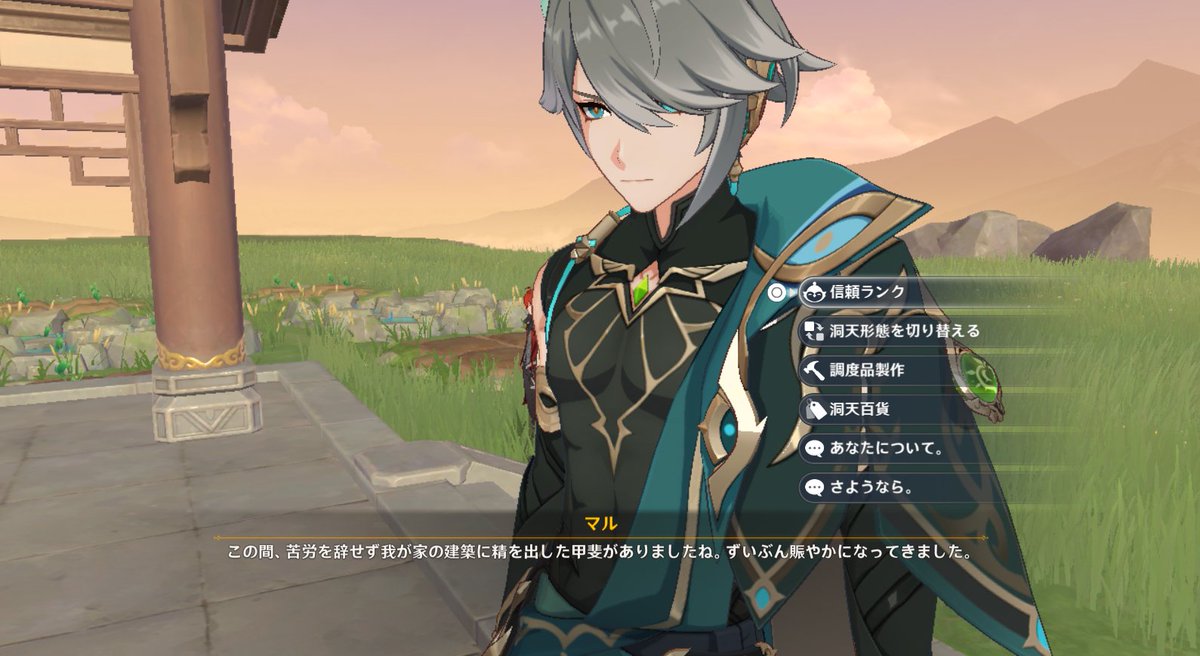 信頼ランク
洞天形態を切り替える
調度品製作
洞天百貨
あなたについて。
さようなら。
マル
この間、苦労を辞せず我が家の建築に精を出した甲斐がありましたね。ずいぶん賑やかになってきました。